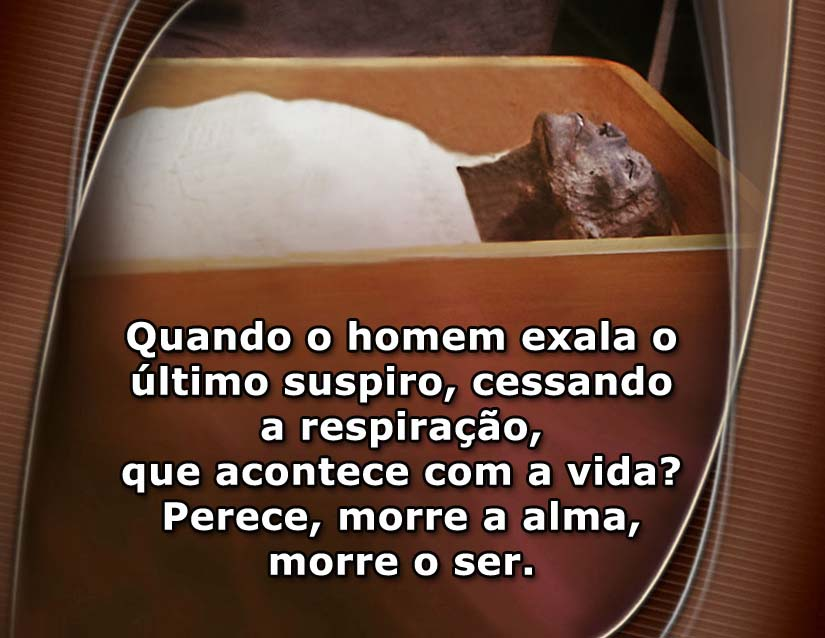 Quando o homem exala o
último suspiro, cessando
a respiração,
que acontece com a vida?
Perece, morre a alma,
morre o ser.